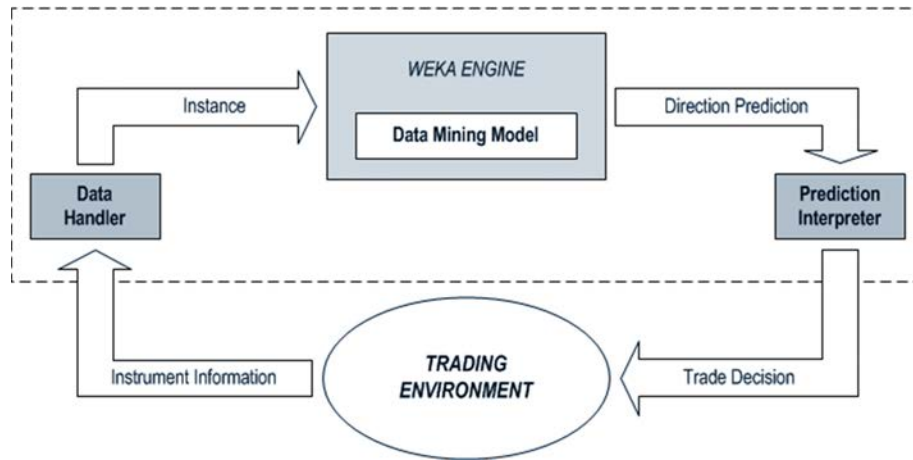 WEKA ENGINE
Instance
Direction Prediction
Data Mining Model
Data
Handler
Prediction
Interpreter
TRADING
ENVIRONMENT
Instrument Information
Trade Decision